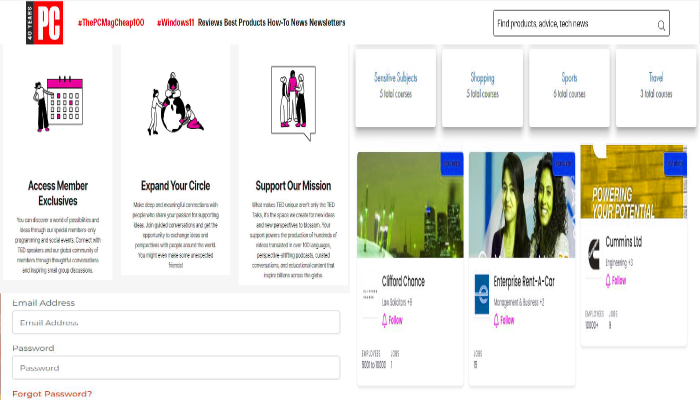 40 YEARS
PC
#ThePCMagCheap100 #Windows11 Reviews Best Products How-To News Newsletters
Find products, advice, tech news
Access Member
Exclusives
You can discover a world of possibilities and
ideas through our special members only
programming and social events. Connect with
TED speakers and our global community of
members through thoughtful conversations
and inspiring small group discussions.
Expand Your Circle
Make deep and meaningful connections with
people who share your passion for supporting
ideas. Join guided conversations and get the
opportunity to exchange ideas and
perspectives with people around the world.
You might even make some unexpected
friends!
Support Our Mission
What makes TED unique aren't only the TED
Talks, it's the space we create for new ideas
and new perspectives to blossom. Your
support powers the production of hundreds of
videos translated in over 100 languages,
perspective-shifting podcasts, curated
conversations, and educational content that
inspire billions across the globe.
Email Address
Email Address
Password
Password
Forgot Password?
Sensitive Subjects
5 total courses
Shopping
5 total courses
Sports
6 total courses
Travel
3 total courses
Clifford Chance
Law Solicitors +6
Follow
EMPLOYEES JOBS
5001 to 10000 1
Enterprise Rent-A-Car
Management & Business +2
Follow
JOBS
15
POWERING
YOUR POTENTIAL
Cummins Ltd
Engineering +3
Follow
EMPLOYEES JOBS
10000+ 9